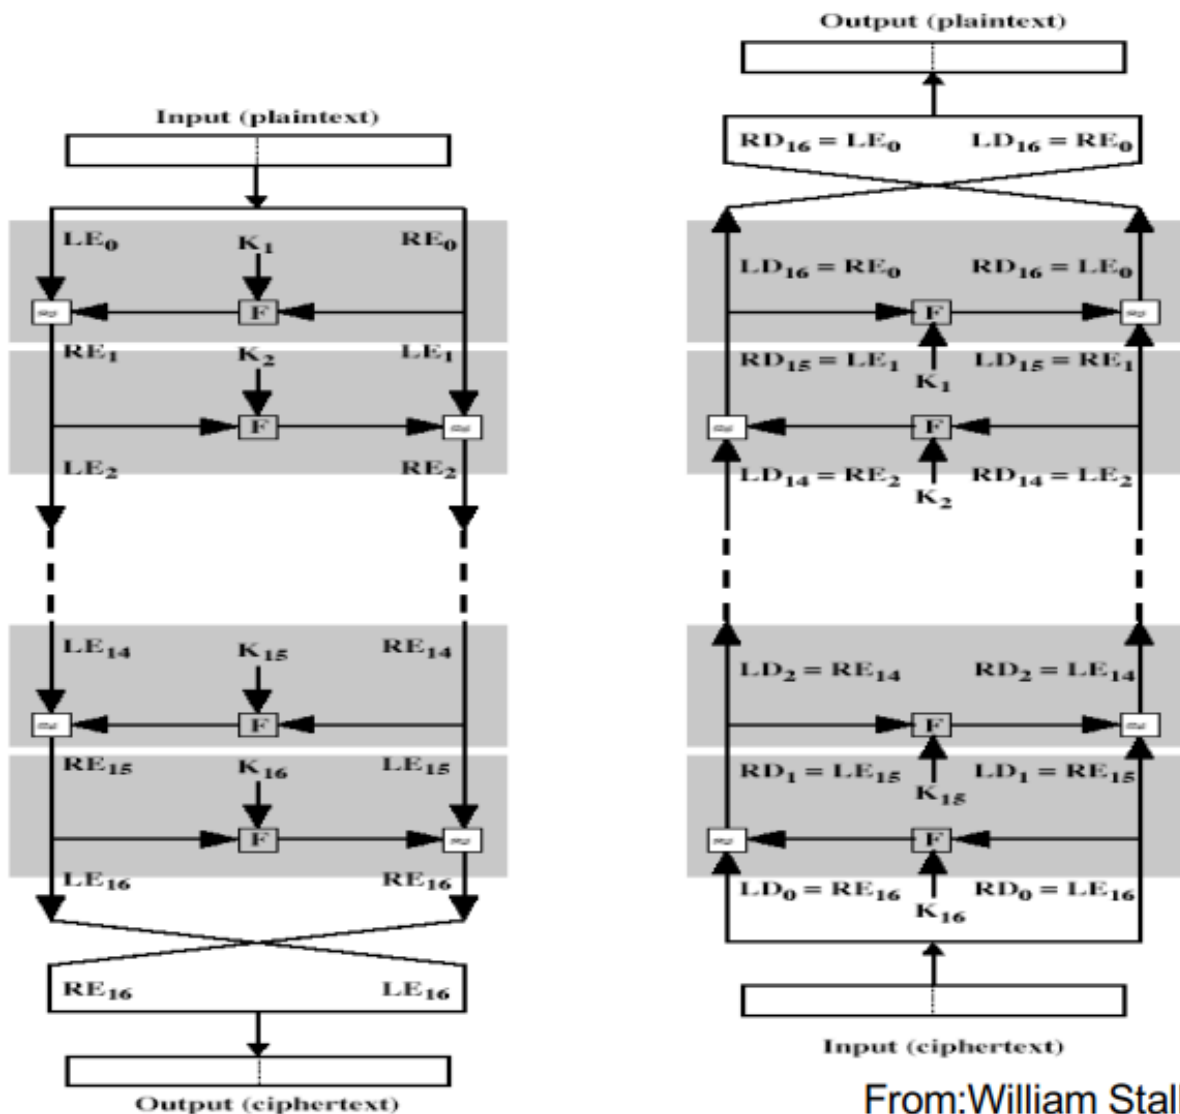 Input (plaintext)
LE0 K1 RE0
F
RE1 K2 LE1
F
LE2 RE2
LE14 K15 RE14
F
RE15 K16 LE15
F
LE16 RE16
RE16 LE16
Output (ciphertext)
Output (plaintext)
RD16 = LE0 LD16 = RE0
LD16 = RE0 RD16 = LE0
F
RD15 = LE1 K1 LD15 = RE1
F
LD14 = RE2 K2 RD14 = LE2
LD2 = RE14 RD2 = LE14
F
RD1 = LE15 K15 LD1 = RE15
F
LD0 = RE16 K16 RD0 = LE16
Input (ciphertext)
From:William Stal